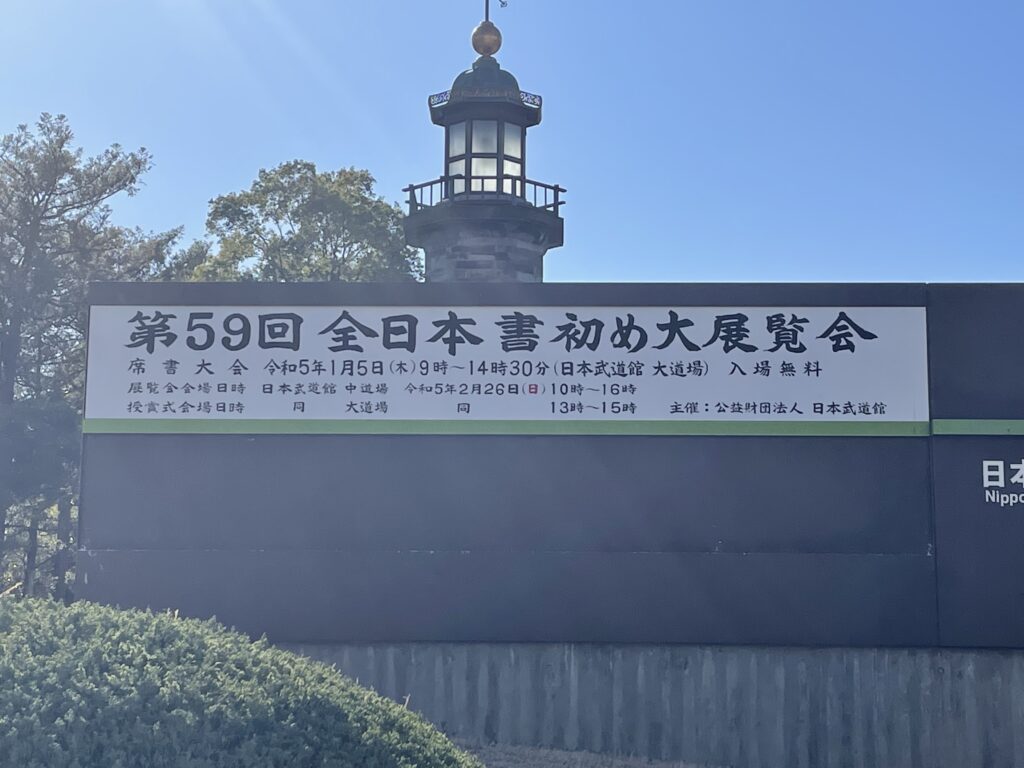 第59回 全日本書初め大展覧会
席書大会 令和5年1月5日(木)9時～14時30分(日本武道館 大道場) 入場無料
展覧会会場日時 日本武道館 中道場 令和5年2月26日(日)10時～16時
授賞式会場日時 同 大道場 同 13時～15時 主催：公益財団法人 日本武道館
日本
Nippo